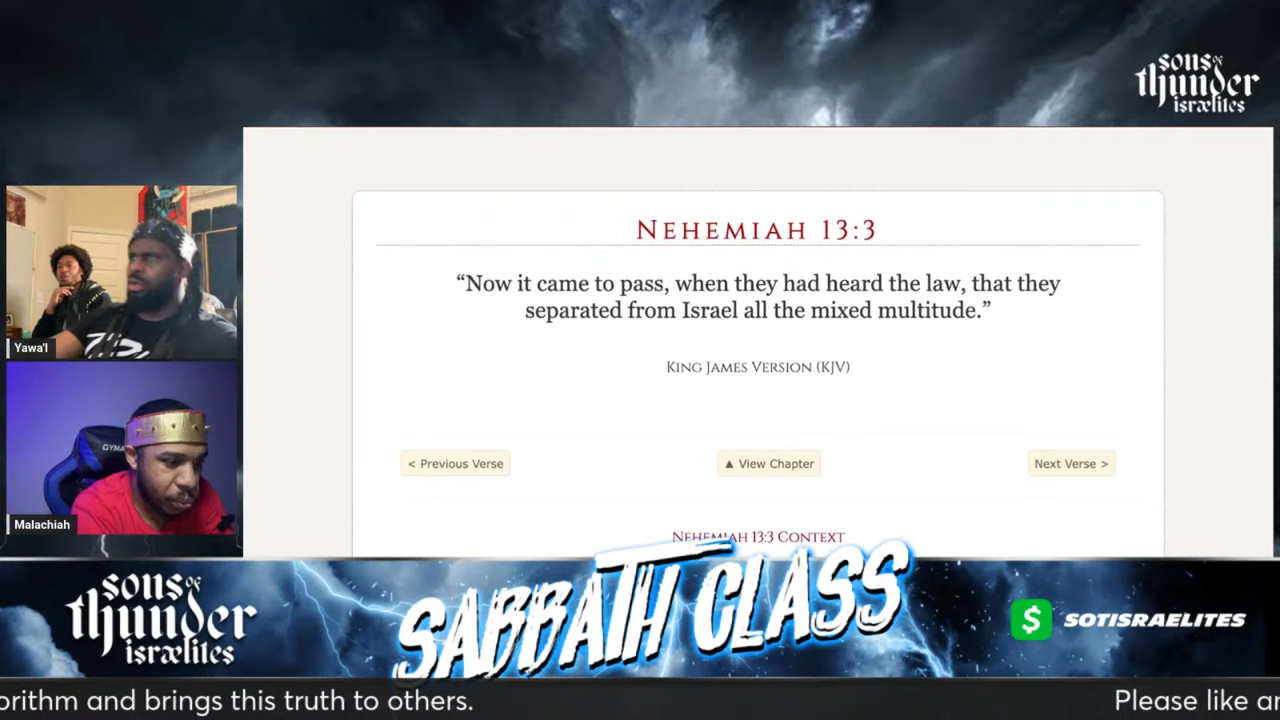 sons of
thunder
israelites
NEHEMIAH 13:3
“Now it came to pass, when they had heard the law, that they
separated from Israel all the mixed multitude.”
KING JAMES VERSION (KJV)
< Previous Verse
▲ View Chapter
Next Verse >
NEHEMIAH 13:3 CONTEXT
Yawa'l
GYMA
Malachiah
sons of
thunder
israelites
SABBATH CLASS
$ SOTISRAELITES
orithm and brings this truth to others.
Please like an